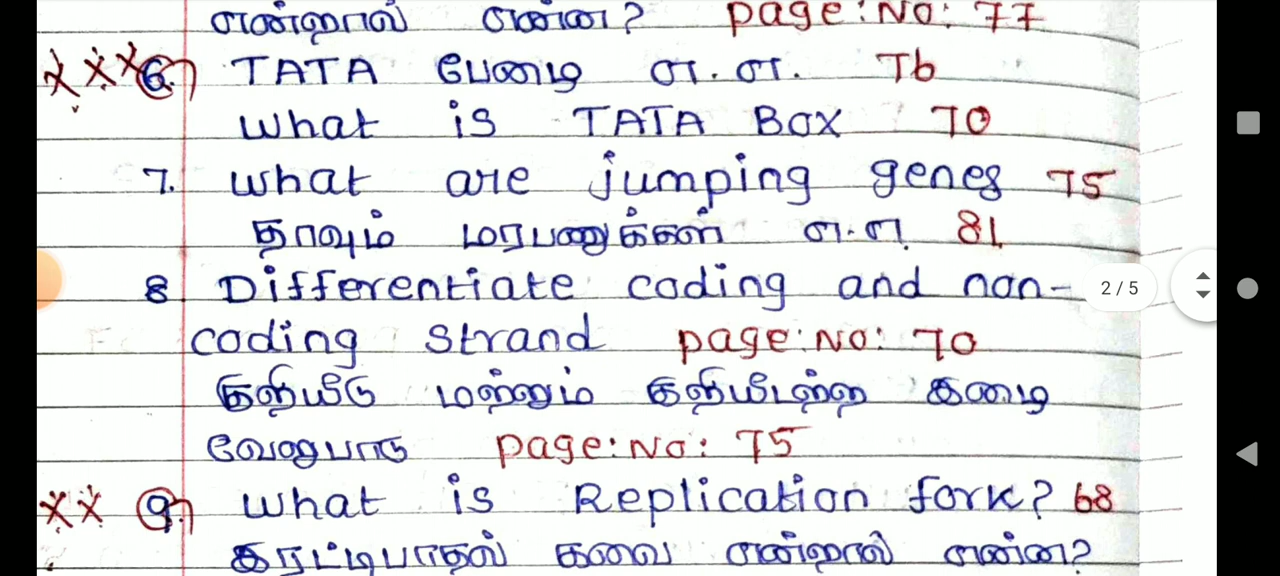 என்றால் என்ன? page: No: 77
6. TATA பேழை எ.எ. 76
what is TATA Box 70
7. what are jumping genes 75
தாவும் மரபணுக்கள் எ.எ. 81
8 Differentiate coding and non-
2/5
coding strand page: No: 70
குறியீடு மற்றும் குறியீடற்ற இழை
வேறுபாடு page: No: 75
9. what is Replication fork? 68
இரட்டிபாதல் கவை என்றால் என்ன?